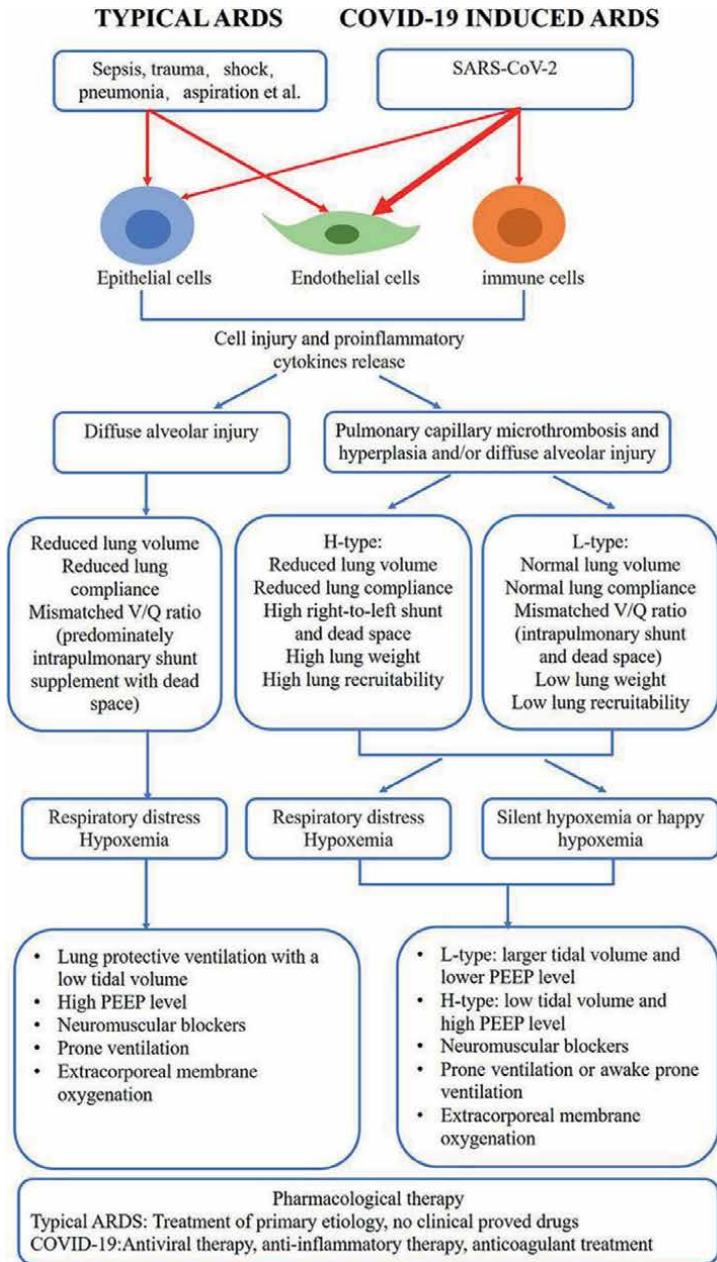 TYPICAL ARDS
COVID-19 INDUCED ARDS
Sepsis, trauma, shock,
pneumonia, aspiration et al.
SARS-CoV-2
Epithelial cells
Endothelial cells
immune cells
Cell injury and proinflammatory
cytokines release
Diffuse alveolar injury
Pulmonary capillary microthrombosis and
hyperplasia and/or diffuse alveolar injury
Reduced lung volume
Reduced lung
compliance
Mismatched V/Q ratio
(predominately
intrapulmonary shunt
supplement with dead
space)
H-type:
Reduced lung volume
Reduced lung compliance
High right-to-left shunt
and dead space
High lung weight
High lung recruitability
L-type:
Normal lung volume
Normal lung compliance
Mismatched V/Q ratio
(intrapulmonary shunt
and dead space)
Low lung weight
Low lung recruitability
Respiratory distress
Hypoxemia
Respiratory distress
Hypoxemia
Silent hypoxemia or happy
hypoxemia
• Lung protective ventilation with a
low tidal volume
• High PEEP level
• Neuromuscular blockers
• Prone ventilation
• Extracorporeal membrane
oxygenation
• L-type: larger tidal volume and
lower PEEP level
• H-type: low tidal volume and
high PEEP level
• Neuromuscular blockers
• Prone ventilation or awake prone
ventilation
• Extracorporeal membrane
oxygenation
Pharmacological therapy
Typical ARDS: Treatment of primary etiology, no clinical proved drugs
COVID-19:Antiviral therapy, anti-inflammatory therapy, anticoagulant treatment